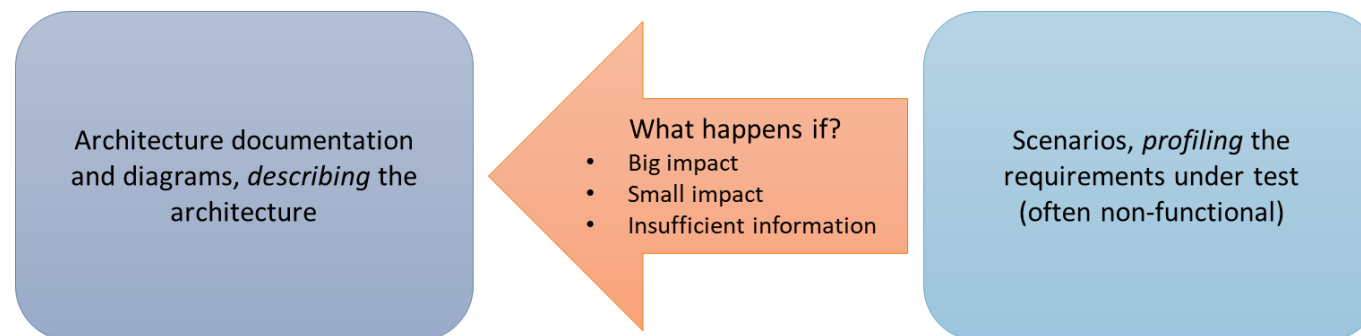 Architecture documentation
and diagrams, describing the
architecture
What happens if?
• Big impact
• Small impact
• Insufficient information
Scenarios, profiling the
requirements under test
(often non-functional)